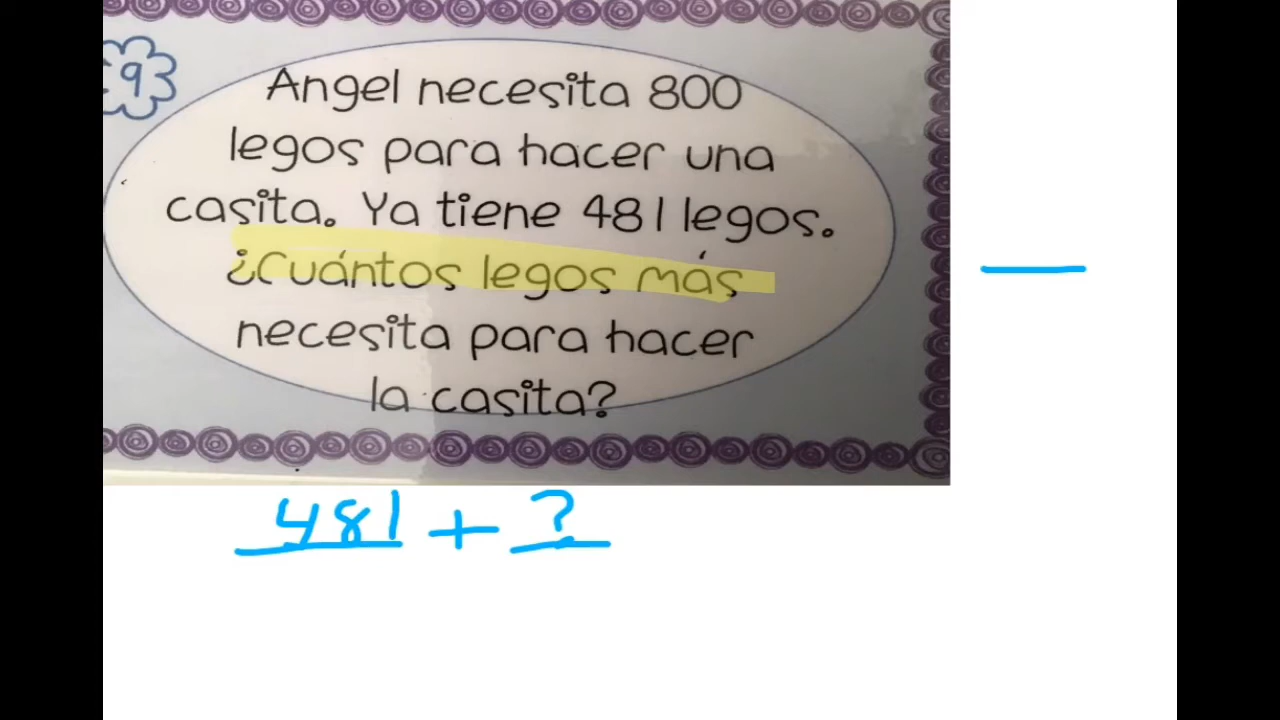 9
Angel necesita 800
legos para hacer una
casita. Ya tiene 481 legos.
¿Cuántos legos más
necesita para hacer
la casita?
481 + ?